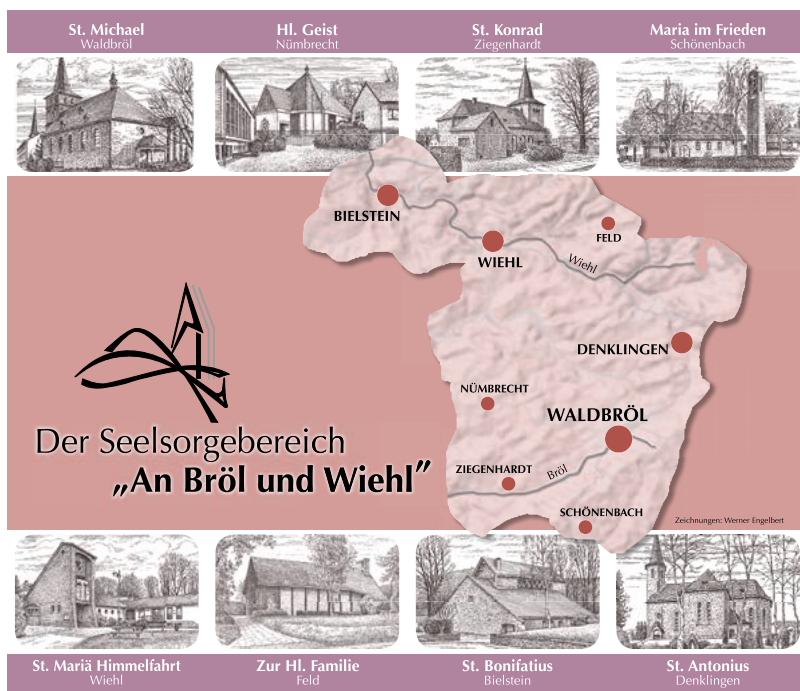 St. Michael
Waldbröl
Hl. Geist
Nümbrecht
St. Konrad
Ziegenhardt
Maria im Frieden
Schönenbach
BIELSTEIN
WIEHL
FELD
Wiehl
DENKLINGEN
NÜMBRECHT
WALDBRÖL
ZIEGENHARDT
Bröl
SCHÖNENBACH
Der Seelsorgebereich
„An Bröl und Wiehl”
Zeichnungen: Werner Engelbert
St. Mariä Himmelfahrt
Wiehl
Zur Hl. Familie
Feld
St. Bonifatius
Bielstein
St. Antonius
Denklingen